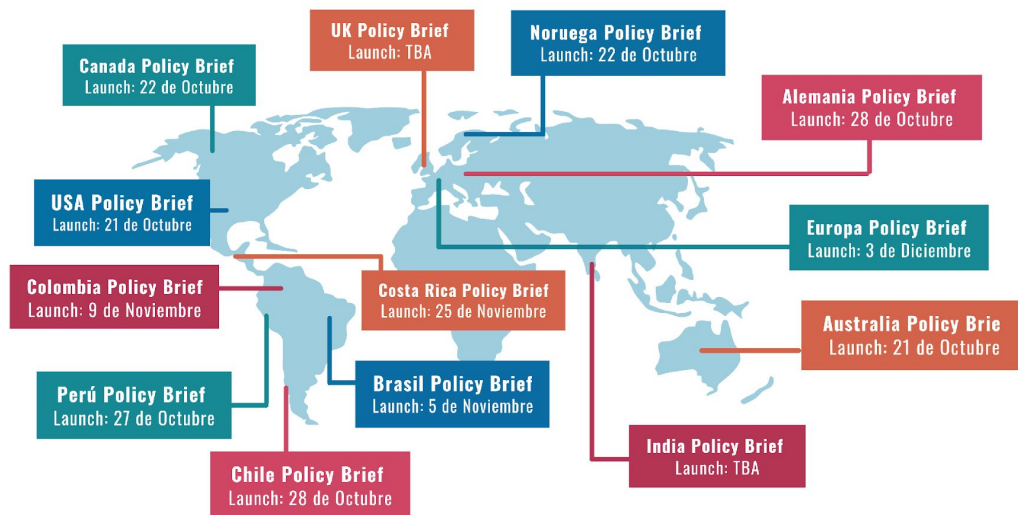 UK Policy Brief
Launch: TBA
Noruega Policy Brief
Launch: 22 de Octubre
Canada Policy Brief
Launch: 22 de Octubre
Alemania Policy Brief
Launch: 28 de Octubre
USA Policy Brief
Launch: 21 de Octubre
Europa Policy Brief
Launch: 3 de Diciembre
Colombia Policy Brief
Launch: 9 de Noviembre
Costa Rica Policy Brief
Launch: 25 de Noviembre
Australia Policy Brie
Launch: 21 de Octubre
Perú Policy Brief
Launch: 27 de Octubre
Brasil Policy Brief
Launch: 5 de Noviembre
India Policy Brief
Launch: TBA
Chile Policy Brief
Launch: 28 de Octubre